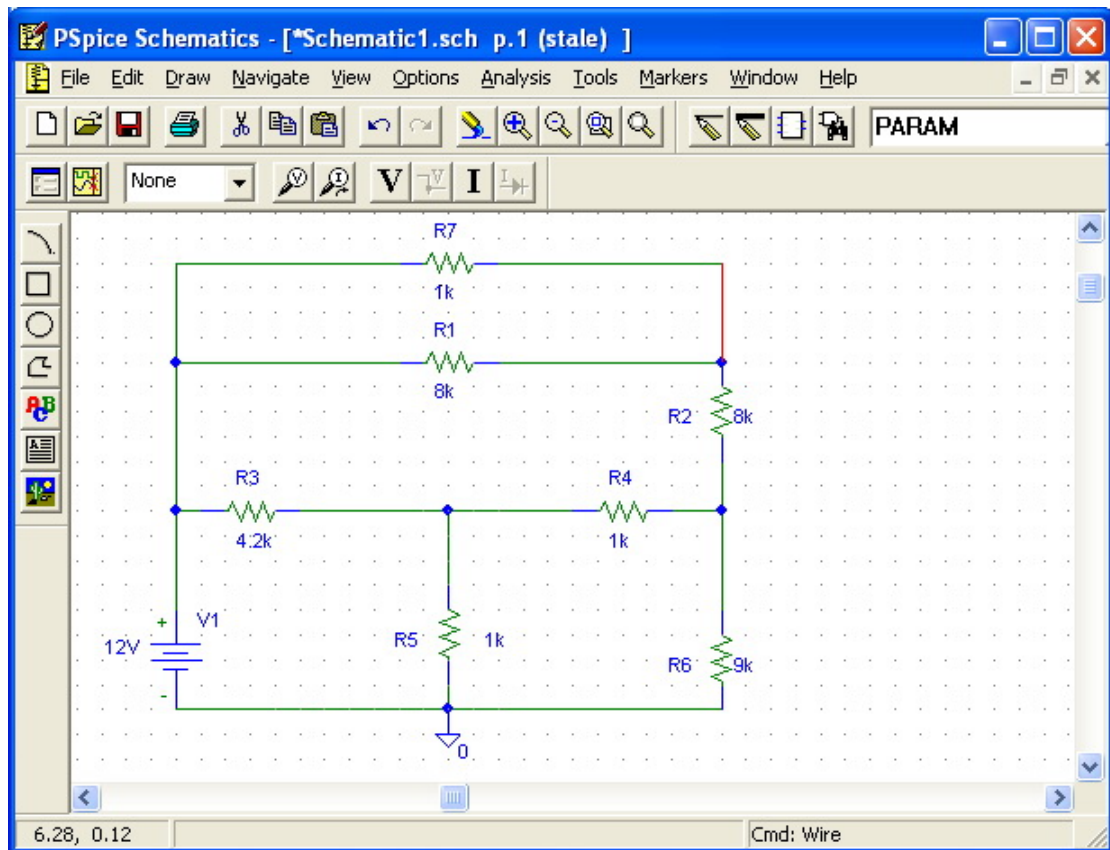 PSpice Schematics - [*Schematic1.sch p.1 (stale) ]
File Edit Draw Navigate View Options Analysis Tools Markers Window Help
PARAM
None V I V I
R7
1k
R1
8k
R2 8k
R3 R4
4.2k 1k
+ V1
12V
R5 1k
R6 9k
-
0
6.28, 0.12 Cmd: Wire